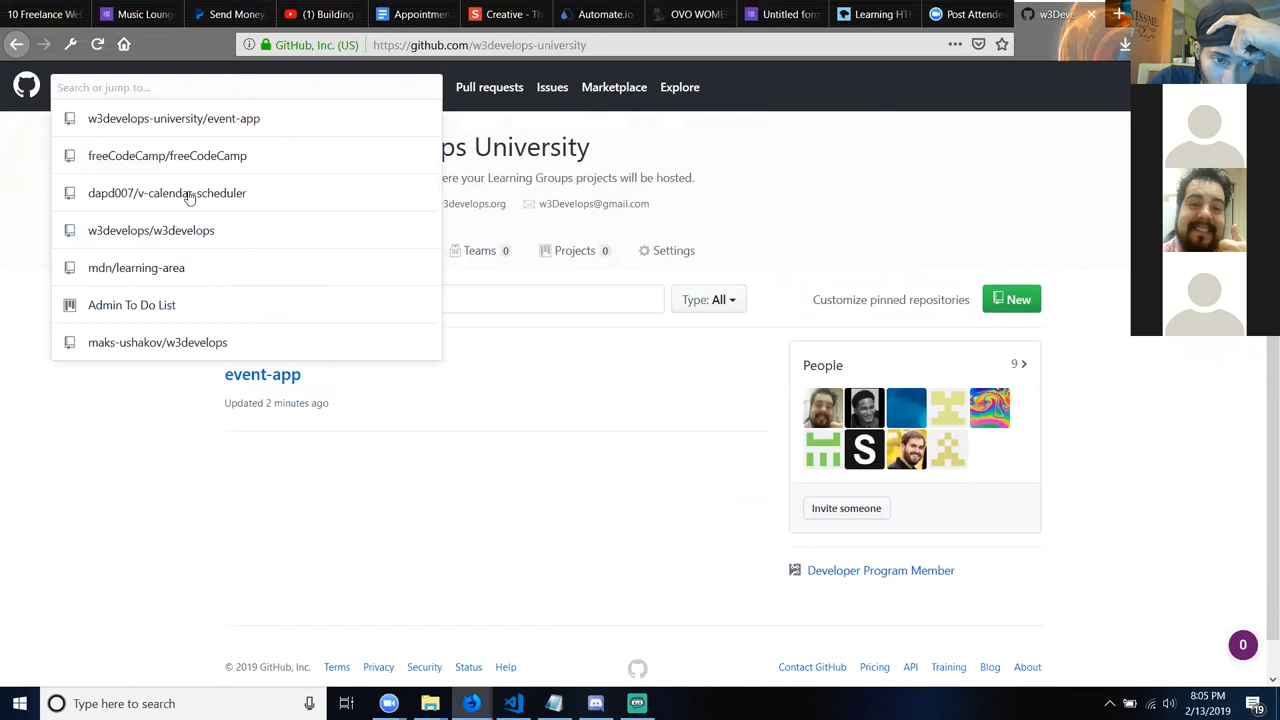 10 Free Lance
Music Loung
Send Money
(1) Building
Appointmen
Creative - Th
Automate.io
OVO WOME
Untitled form
Learning HT
Post Attende
w3Devel
GitHub, Inc. (US)
https://github.com/w3develops-university
Search or jump to...
Pull requests
Issues
Marketplace
Explore
w3develops-university/event-app
freeCodeCamp/freeCodeCamp
dapd007/v-calendar-scheduler
w3develops/w3develops
mdn/learning-area
Admin To Do List
maks-ushakov/w3develops
ps University
ere your Learning Groups projects will be hosted.
3develops.org
w3Develops@gmail.com
Teams 0
Projects 0
Settings
Type: All
Customize pinned repositories
New
event-app
Updated 2 minutes ago
People
9
S
Invite someone
Developer Program Member
0
© 2019 GitHub, Inc.
Terms
Privacy
Security
Status
Help
Contact GitHub
Pricing
API
Training
Blog
About
Type here to search
8:05 PM
2/13/2019
19